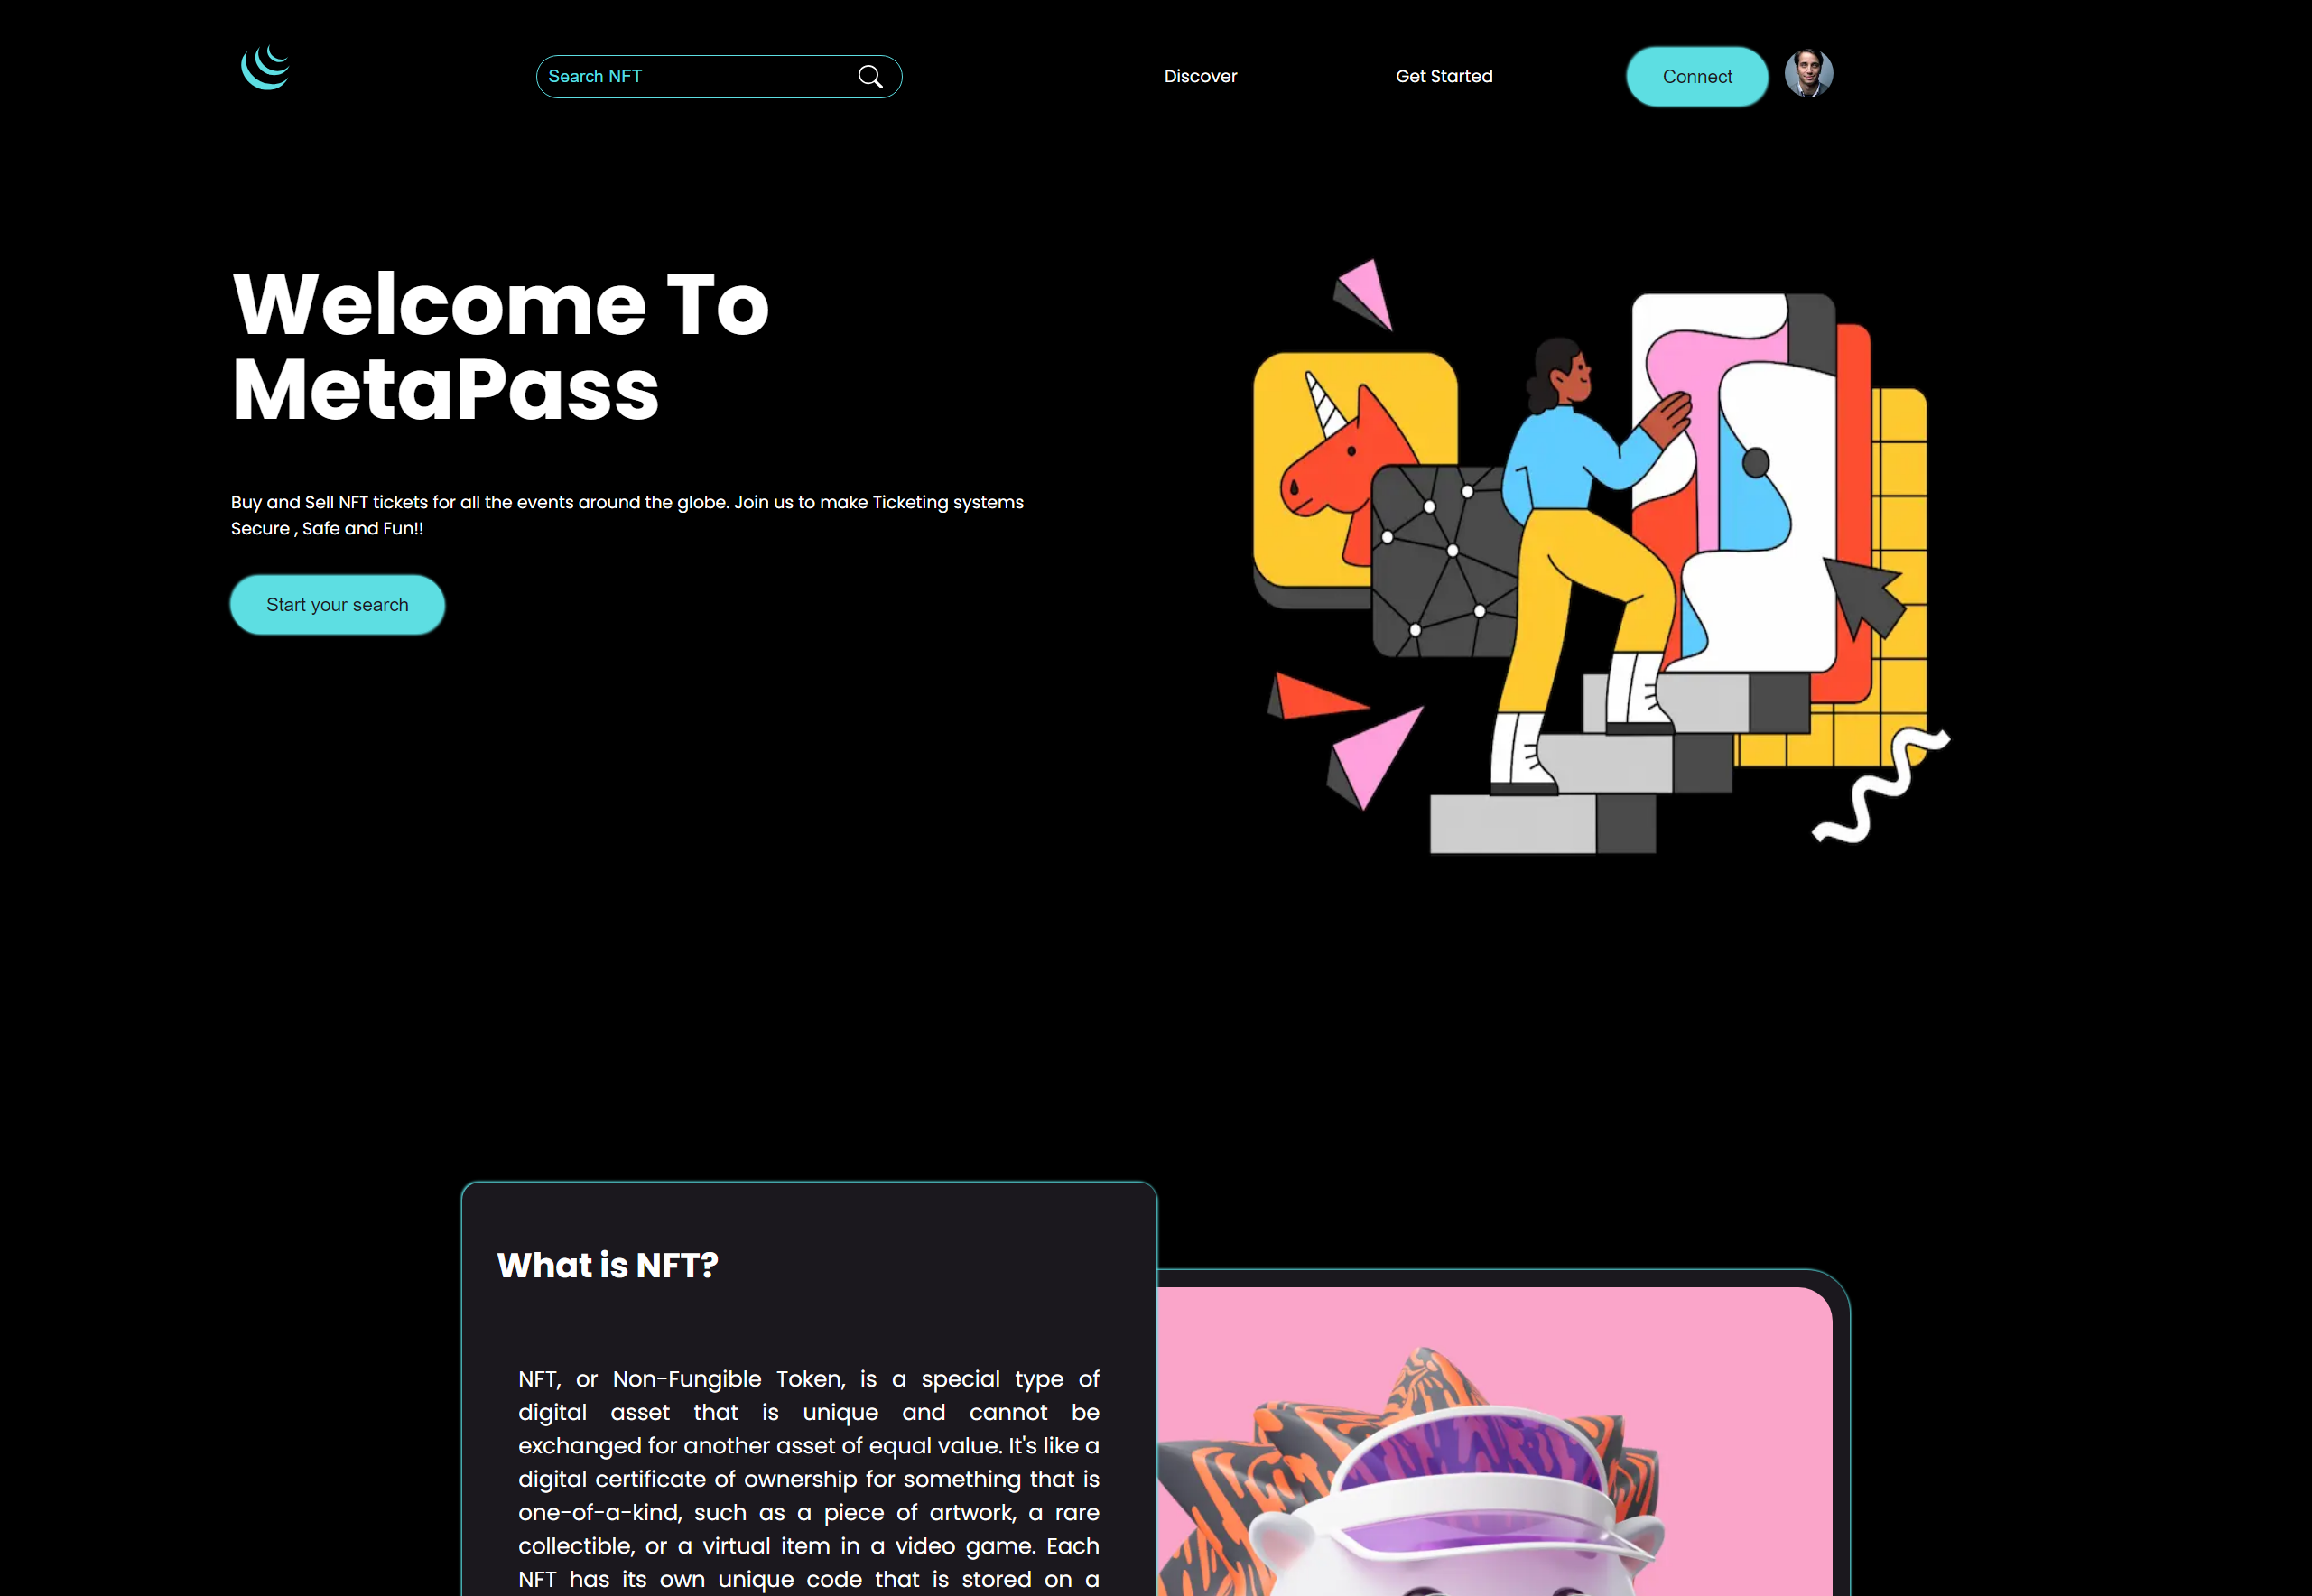 Search NFT
Discover
Get Started
Connect
Welcome To
MetaPass
Buy and Sell NFT tickets for all the events around the globe. Join us to make Ticketing systems
Secure , Safe and Fun!!
Start your search
What is NFT?
NFT, or Non-Fungible Token, is a special type of
digital asset that is unique and cannot be
exchanged for another asset of equal value. It's like a
digital certificate of ownership for something that is
one-of-a-kind, such as a piece of artwork, a rare
collectible, or a virtual item in a video game. Each
NFT has its own unique code that is stored on a